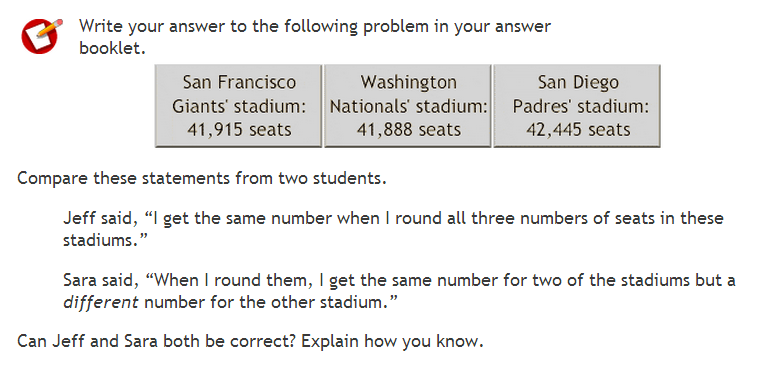 Write your answer to the following problem in your answer
booklet.
San Francisco
Giants' stadium:
41,915 seats
Washington
Nationals' stadium:
41,888 seats
San Diego
Padres' stadium:
42,445 seats
Compare these statements from two students.
Jeff said, “I get the same number when I round all three numbers of seats in these
stadiums.”
Sara said, “When I round them, I get the same number for two of the stadiums but a
different number for the other stadium.”
Can Jeff and Sara both be correct? Explain how you know.